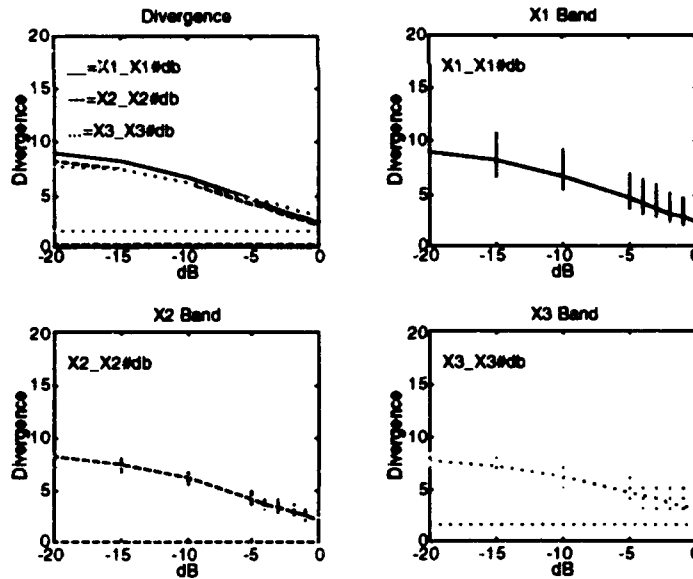 Divergence
20
15
10
5
0
Divergence
__=X1_X1#db
---=X2_X2#db
...=X3_X3#db
-20 -15 -10 -5 0
dB
X1 Band
20
15
10
5
0
Divergence
X1_X1#db
-20 -15 -10 -5 0
dB
X2 Band
20
15
10
5
0
Divergence
X2_X2#db
-20 -15 -10 -5 0
dB
X3 Band
20
15
10
5
0
Divergence
X3_X3#db
-20 -15 -10 -5 0
dB